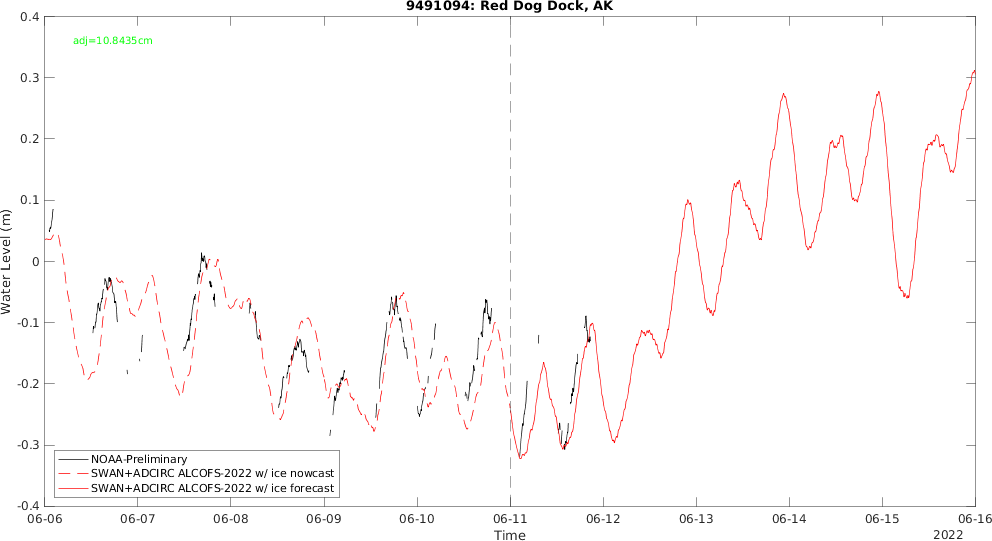 9491094: Red Dog Dock, AK
adj=10.8435cm
0.4
0.3
0.2
0.1
0
-0.1
-0.2
-0.3
-0.4
Water Level (m)
NOAA-Preliminary
SWAN+ADCIRC ALCOFS-2022 w/ ice nowcast
SWAN+ADCIRC ALCOFS-2022 w/ ice forecast
06-06 06-07 06-08 06-09 06-10 06-11 06-12 06-13 06-14 06-15 06-16
Time
2022